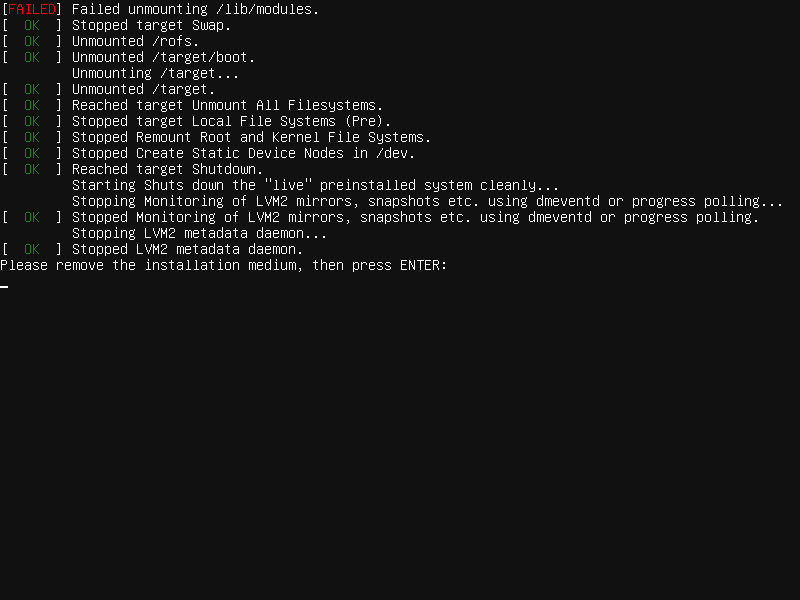 [FAILED] Failed unmounting /lib/modules.
[  OK  ] Stopped target Swap.
[  OK  ] Unmounted /rofs.
[  OK  ] Unmounted /target/boot.
         Unmounting /target...
[  OK  ] Unmounted /target.
[  OK  ] Reached target Unmount All Filesystems.
[  OK  ] Stopped target Local File Systems (Pre).
[  OK  ] Stopped Remount Root and Kernel File Systems.
[  OK  ] Stopped Create Static Device Nodes in /dev.
[  OK  ] Reached target Shutdown.
         Starting Shuts down the "live" preinstalled system cleanly...
         Stopping Monitoring of LVM2 mirrors, snapshots etc. using dmeventd or progress polling...
[  OK  ] Stopped Monitoring of LVM2 mirrors, snapshots etc. using dmeventd or progress polling.
         Stopping LVM2 metadata daemon...
[  OK  ] Stopped LVM2 metadata daemon.
Please remove the installation medium, then press ENTER: